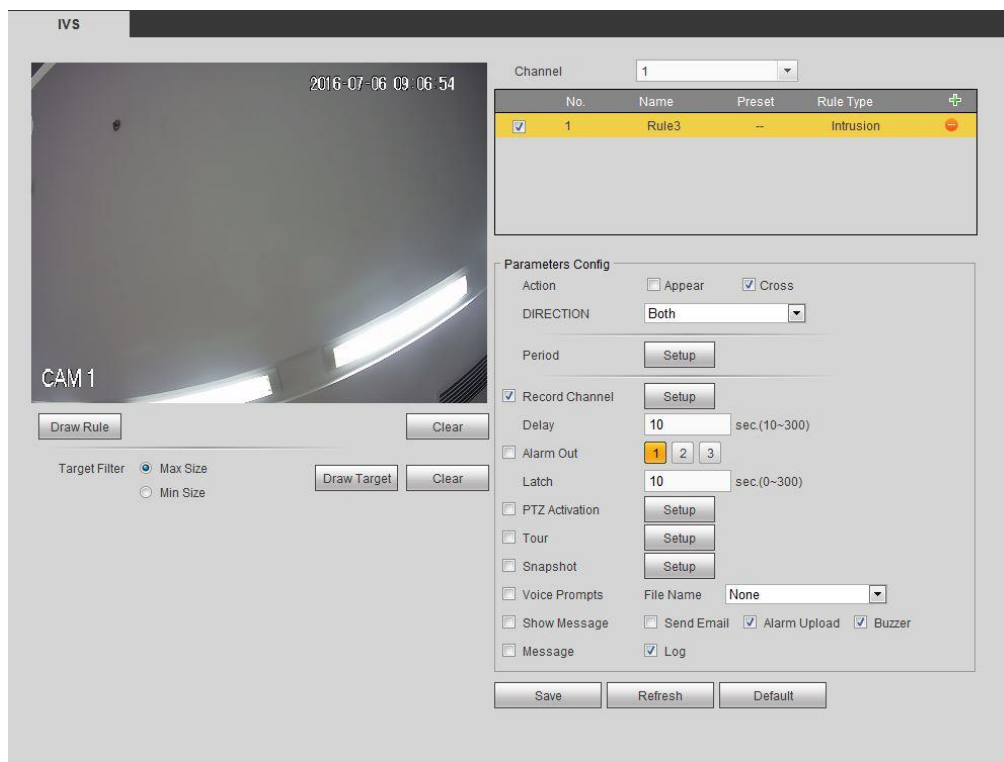 IVS
2016-07-06 09:06:54
CAM 1
Draw Rule Clear
Target Filter Max Size
Min Size
Draw Target Clear
Channel 1
No. Name Preset Rule Type
1 Rule3 -- Intrusion
Parameters Config
Action Appear Cross
DIRECTION Both
Period Setup
Record Channel Setup
Delay 10 sec.(10~300)
Alarm Out 1 2 3
Latch 10 sec.(0~300)
PTZ Activation Setup
Tour Setup
Snapshot Setup
Voice Prompts File Name None
Show Message Send Email Alarm Upload Buzzer
Message Log
Save Refresh Default